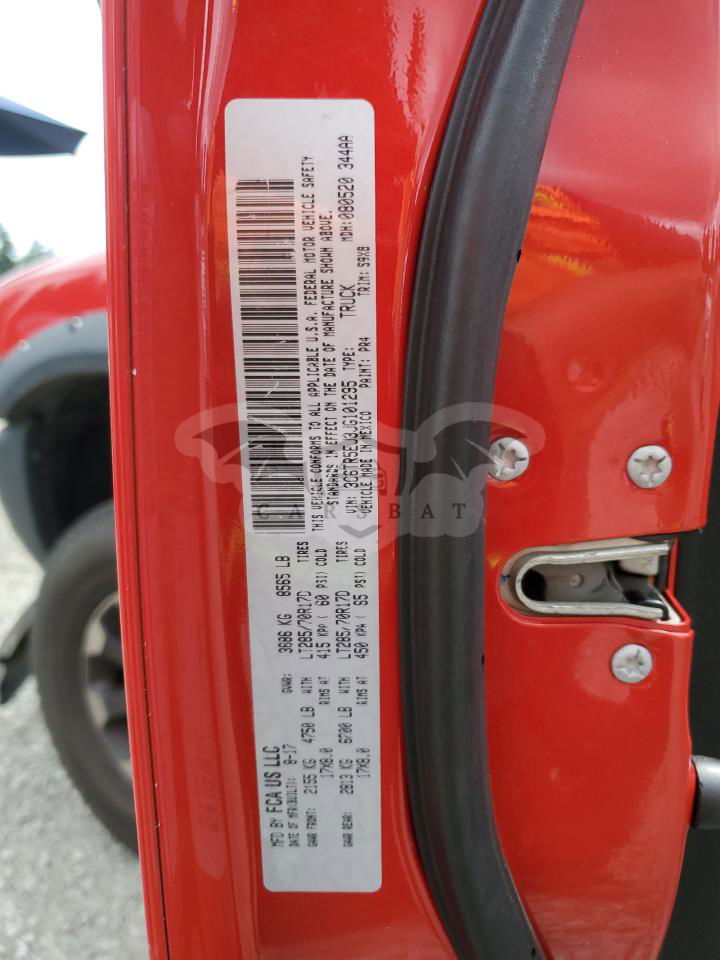 MFD BY FCA US LLC
DATE OF MFR(BUILT): 8-17 GVWR: 3686 KG 8565 LB
GAWR FRONT: 2155 KG 4750 LB WITH LT285/70R17D TIRES
17X8.0 RIMS AT 415 KPA( 60 PSI) COLD
GAWR REAR: 2813 KG 6200 LB WITH LT285/70R17D TIRES
17X8.0 RIMS AT 450 KPA( 65 PSI) COLD
THIS VEHICLE CONFORMS TO ALL APPLICABLE U.S.A. FEDERAL MOTOR VEHICLE SAFETY
STANDARDS IN EFFECT ON THE DATE OF MANUFACTURE SHOWN ABOVE.
VIN: 3C6TR5EJ3JG101295 TYPE: TRUCK MDH:080520 344AA
VEHICLE MADE IN MEXICO PAINT: PR4 TRIM: S9X8
CARSBAT